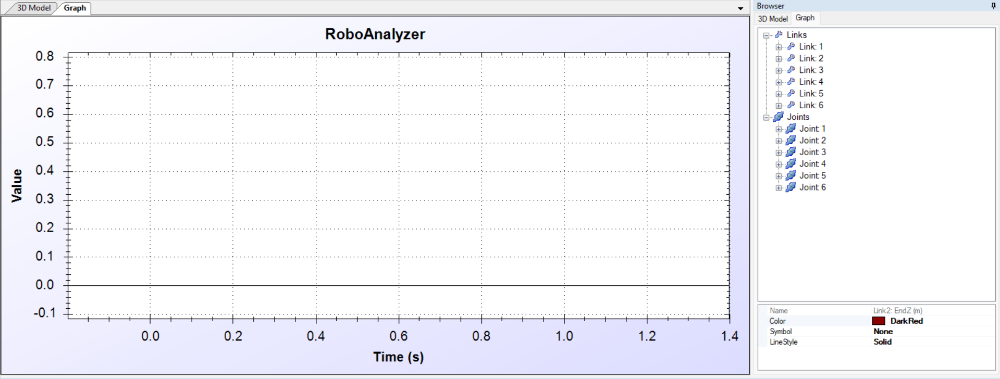 3D Model Graph
RoboAnalyzer
0.8
0.7
0.6
0.5
0.4
0.3
0.2
0.1
0.0
-0.1
Value
0.0 0.2 0.4 0.6 0.8 1.0 1.2 1.4
Time (s)
Browser
3D Model Graph
Links
Link: 1
Link: 2
Link: 3
Link: 4
Link: 5
Link: 6
Joints
Joint: 1
Joint: 2
Joint: 3
Joint: 4
Joint: 5
Joint: 6
Name Link2: EndZ (m)
Color DarkRed
Symbol None
LineStyle Solid